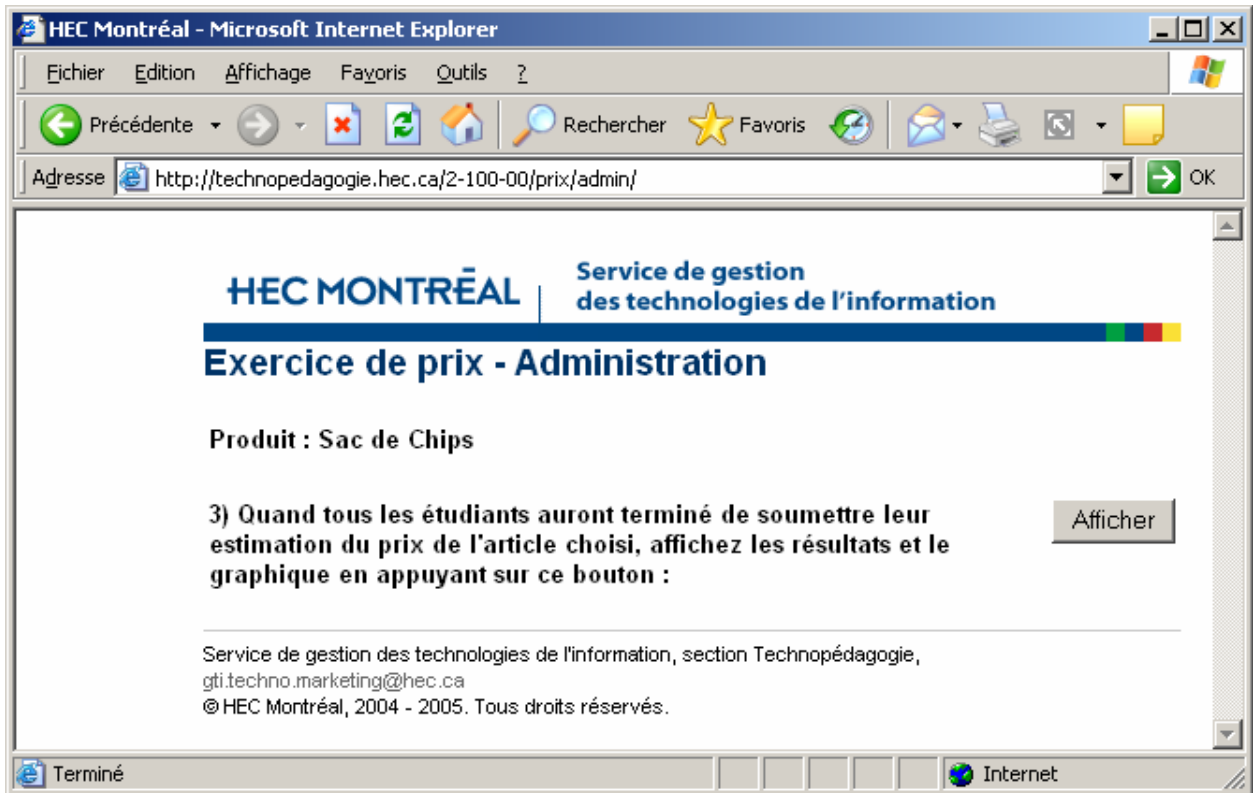 HEC Montréal - Microsoft Internet Explorer
Fichier Edition Affichage Favoris Outils ?
Précédente Rechercher Favoris
Adresse http://technopedagogie.hec.ca/2-100-00/prix/admin/ OK
HEC MONTRĒAL
Service de gestion
des technologies de l'information
Exercice de prix - Administration
Produit : Sac de Chips
3) Quand tous les étudiants auront terminé de soumettre leur
estimation du prix de l'article choisi, affichez les résultats et le
graphique en appuyant sur ce bouton :
Afficher
Service de gestion des technologies de l'information, section Technopédagogie,
gti.techno.marketing@hec.ca
© HEC Montréal, 2004 - 2005. Tous droits réservés.
Terminé Internet